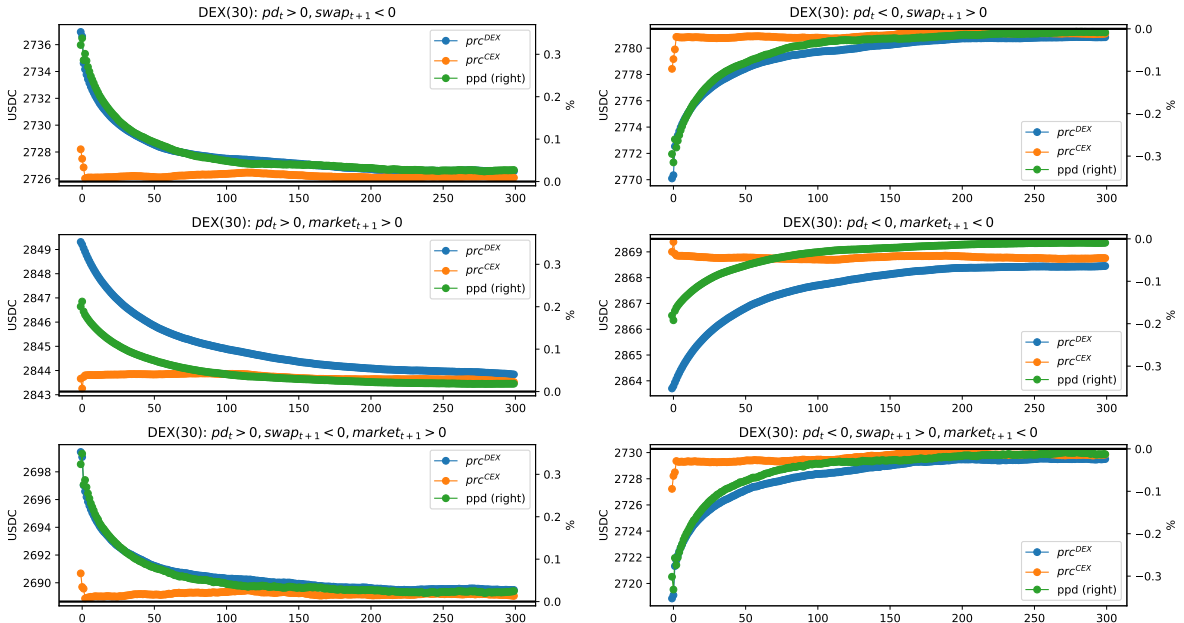 DEX(30): pd_t > 0, swap_{t+1} < 0
USDC
2736
2734
2732
2730
2728
2726
0.3
0.2
0.1
0.0
%
prc^{DEX}
prc^{CEX}
ppd (right)
0 50 100 150 200 250 300
DEX(30): pd_t < 0, swap_{t+1} > 0
USDC
2780
2778
2776
2774
2772
2770
0.0
−0.1
−0.2
−0.3
%
prc^{DEX}
prc^{CEX}
ppd (right)
0 50 100 150 200 250 300
DEX(30): pd_t > 0, market_{t+1} > 0
USDC
2849
2848
2847
2846
2845
2844
2843
0.3
0.2
0.1
0.0
%
prc^{DEX}
prc^{CEX}
ppd (right)
0 50 100 150 200 250 300
DEX(30): pd_t < 0, market_{t+1} < 0
USDC
2869
2868
2867
2866
2865
2864
0.0
−0.1
−0.2
−0.3
%
prc^{DEX}
prc^{CEX}
ppd (right)
0 50 100 150 200 250 300
DEX(30): pd_t > 0, swap_{t+1} < 0, market_{t+1} > 0
USDC
2698
2696
2694
2692
2690
0.3
0.2
0.1
0.0
%
prc^{DEX}
prc^{CEX}
ppd (right)
0 50 100 150 200 250 300
DEX(30): pd_t < 0, swap_{t+1} > 0, market_{t+1} < 0
USDC
2730
2728
2726
2724
2722
2720
0.0
−0.1
−0.2
−0.3
%
prc^{DEX}
prc^{CEX}
ppd (right)
0 50 100 150 200 250 300